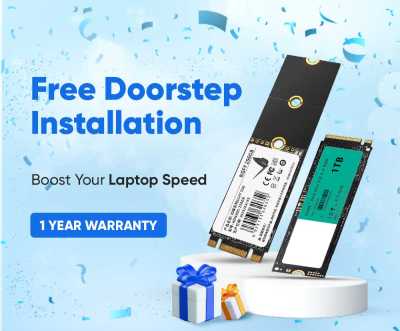 Free Doorstep
Installation
Boost Your Laptop Speed
1 YEAR WARRANTY
1TB